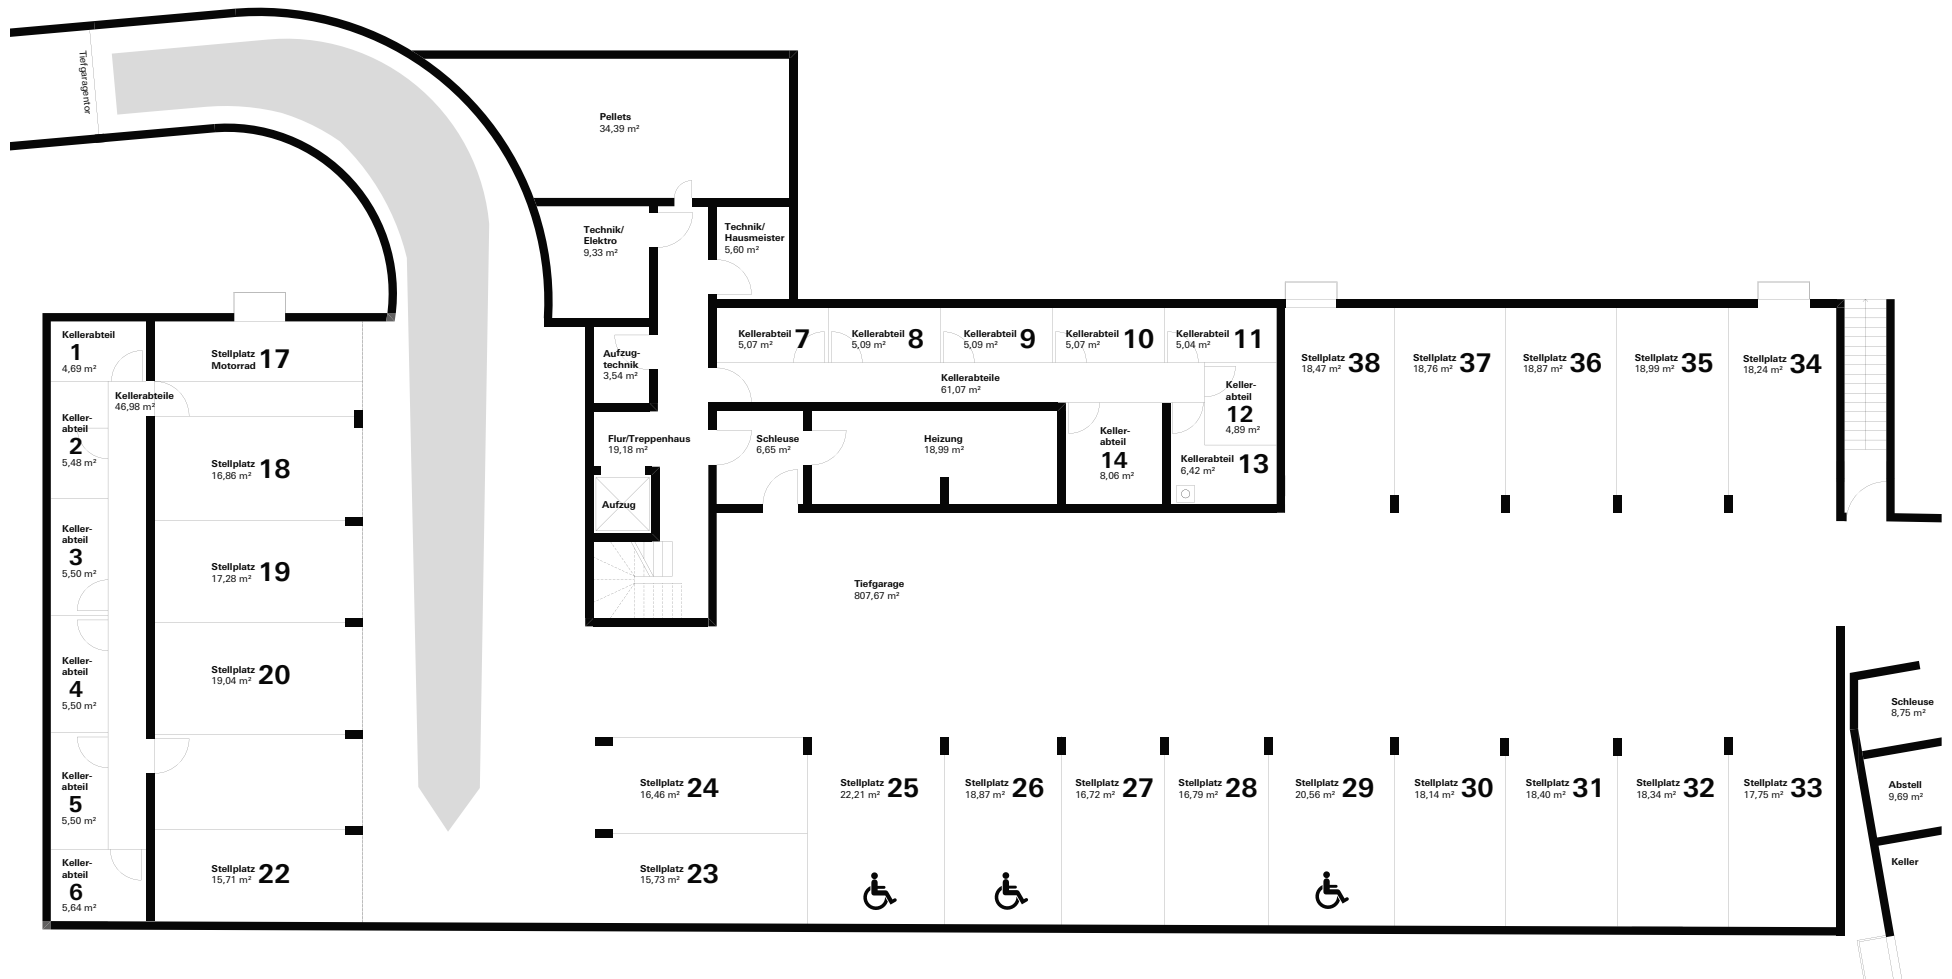 Tiefgaragentor
Pellets
34,39 m²
Technik/
Elektro
9,33 m²
Technik/
Hausmeister
5,60 m²
Aufzug-
technik
3,54 m²
Flur/Treppenhaus
19,18 m²
Aufzug
Schleuse
6,65 m²
Heizung
18,99 m²
Kellerabteil 7
5,07 m²
Kellerabteil 8
5,09 m²
Kellerabteil 9
5,09 m²
Kellerabteil 10
5,07 m²
Kellerabteil 11
5,04 m²
Kellerabteile
61,07 m²
Keller-
abteil
12
4,89 m²
Kellerabteil 13
6,42 m²
Keller-
abteil
14
8,06 m²
Stellplatz 38
18,47 m²
Stellplatz 37
18,76 m²
Stellplatz 36
18,87 m²
Stellplatz 35
18,99 m²
Stellplatz 34
18,24 m²
Kellerabteil
1
4,69 m²
Kellerabteile
46,98 m²
Keller-
abteil
2
5,48 m²
Keller-
abteil
3
5,50 m²
Keller-
abteil
4
5,50 m²
Keller-
abteil
5
5,50 m²
Keller-
abteil
6
5,64 m²
Stellplatz 17
Motorrad
Stellplatz 18
16,86 m²
Stellplatz 19
17,28 m²
Stellplatz 20
19,04 m²
Stellplatz 22
15,71 m²
Tiefgarage
807,67 m²
Stellplatz 24
16,46 m²
Stellplatz 23
15,73 m²
Stellplatz 25
22,21 m²
Stellplatz 26
18,87 m²
Stellplatz 27
16,72 m²
Stellplatz 28
16,79 m²
Stellplatz 29
20,56 m²
Stellplatz 30
18,14 m²
Stellplatz 31
18,40 m²
Stellplatz 32
18,34 m²
Stellplatz 33
17,75 m²
Schleuse
8,75 m²
Abstell
9,69 m²
Keller